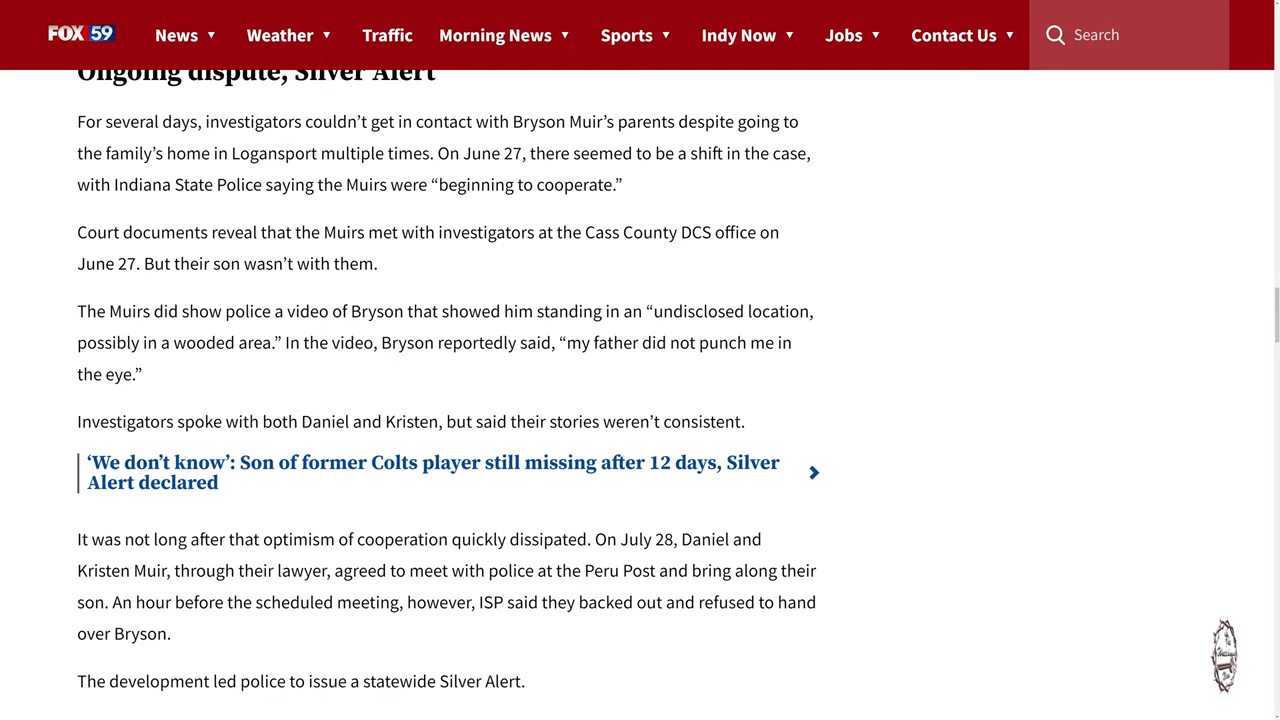 FOX 59 News Weather Traffic Morning News Sports Indy Now Jobs Contact Us Search
Ongoing dispute, Silver Alert
For several days, investigators couldn’t get in contact with Bryson Muir’s parents despite going to
the family’s home in Logansport multiple times. On June 27, there seemed to be a shift in the case,
with Indiana State Police saying the Muirs were “beginning to cooperate.”
Court documents reveal that the Muirs met with investigators at the Cass County DCS office on
June 27. But their son wasn’t with them.
The Muirs did show police a video of Bryson that showed him standing in an “undisclosed location,
possibly in a wooded area.” In the video, Bryson reportedly said, “my father did not punch me in
the eye.”
Investigators spoke with both Daniel and Kristen, but said their stories weren’t consistent.
‘We don’t know’: Son of former Colts player still missing after 12 days, Silver
Alert declared
It was not long after that optimism of cooperation quickly dissipated. On July 28, Daniel and
Kristen Muir, through their lawyer, agreed to meet with police at the Peru Post and bring along their
son. An hour before the scheduled meeting, however, ISP said they backed out and refused to hand
over Bryson.
The development led police to issue a statewide Silver Alert.